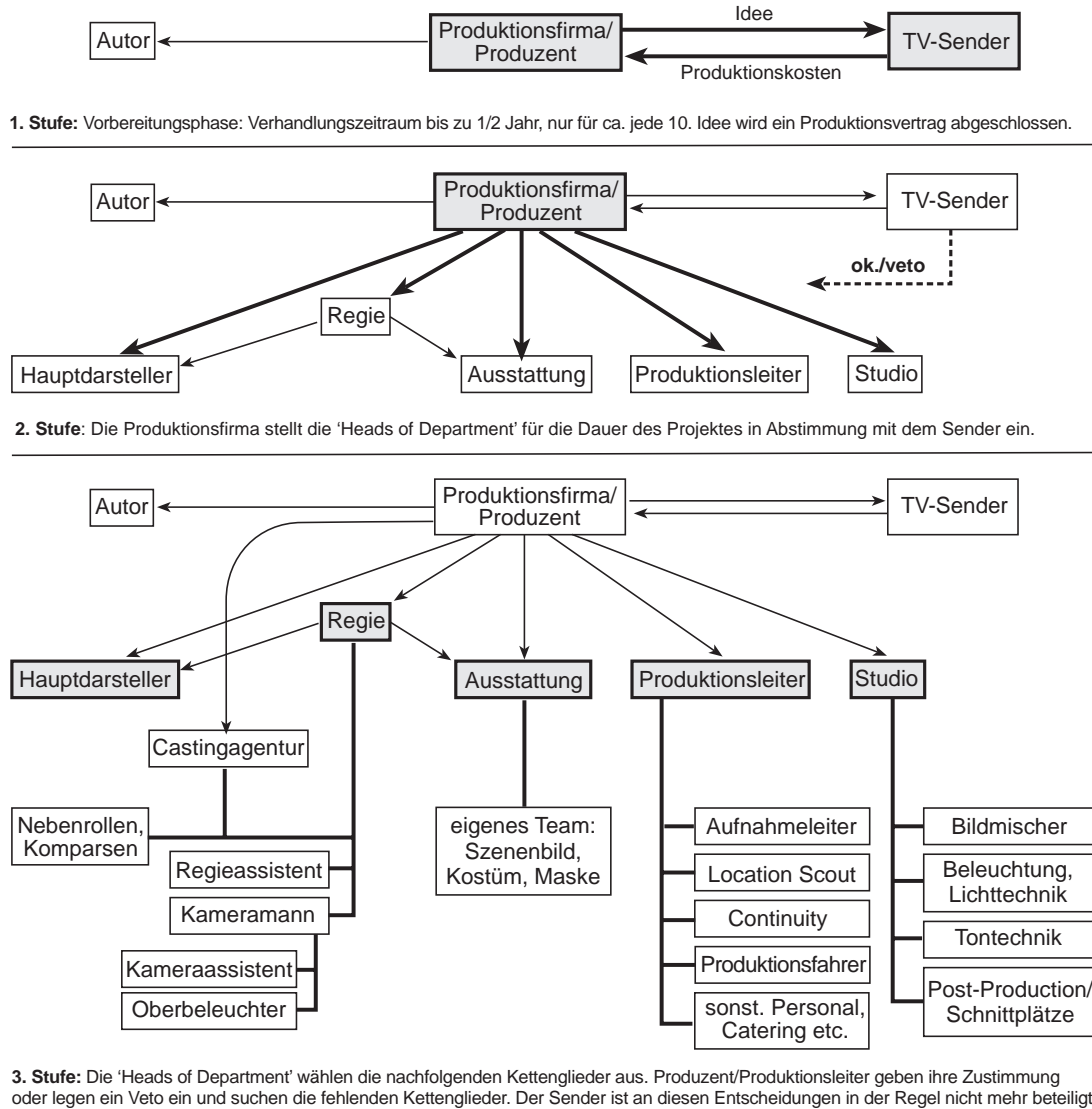 Autor
Produktionsfirma/
Produzent
Idee
Produktionskosten
TV-Sender
1. Stufe: Vorbereitungsphase: Verhandlungszeitraum bis zu 1/2 Jahr, nur für ca. jede 10. Idee wird ein Produktionsvertrag abgeschlossen.
Autor
Produktionsfirma/
Produzent
TV-Sender
ok./veto
Regie
Hauptdarsteller
Ausstattung
Produktionsleiter
Studio
2. Stufe: Die Produktionsfirma stellt die ‘Heads of Department’ für die Dauer des Projektes in Abstimmung mit dem Sender ein.
Autor
Produktionsfirma/
Produzent
TV-Sender
Regie
Hauptdarsteller
Ausstattung
Produktionsleiter
Studio
Castingagentur
Nebenrollen,
Komparsen
Regieassistent
Kameramann
Kameraassistent
Oberbeleuchter
eigenes Team:
Szenenbild,
Kostüm, Maske
Aufnahmeleiter
Location Scout
Continuity
Produktionsfahrer
sonst. Personal,
Catering etc.
Bildmischer
Beleuchtung,
Lichttechnik
Tontechnik
Post-Production/
Schnittplätze
3. Stufe: Die ‘Heads of Department’ wählen die nachfolgenden Kettenglieder aus. Produzent/Produktionsleiter geben ihre Zustimmung
oder legen ein Veto ein und suchen die fehlenden Kettenglieder. Der Sender ist an diesen Entscheidungen in der Regel nicht mehr beteiligt